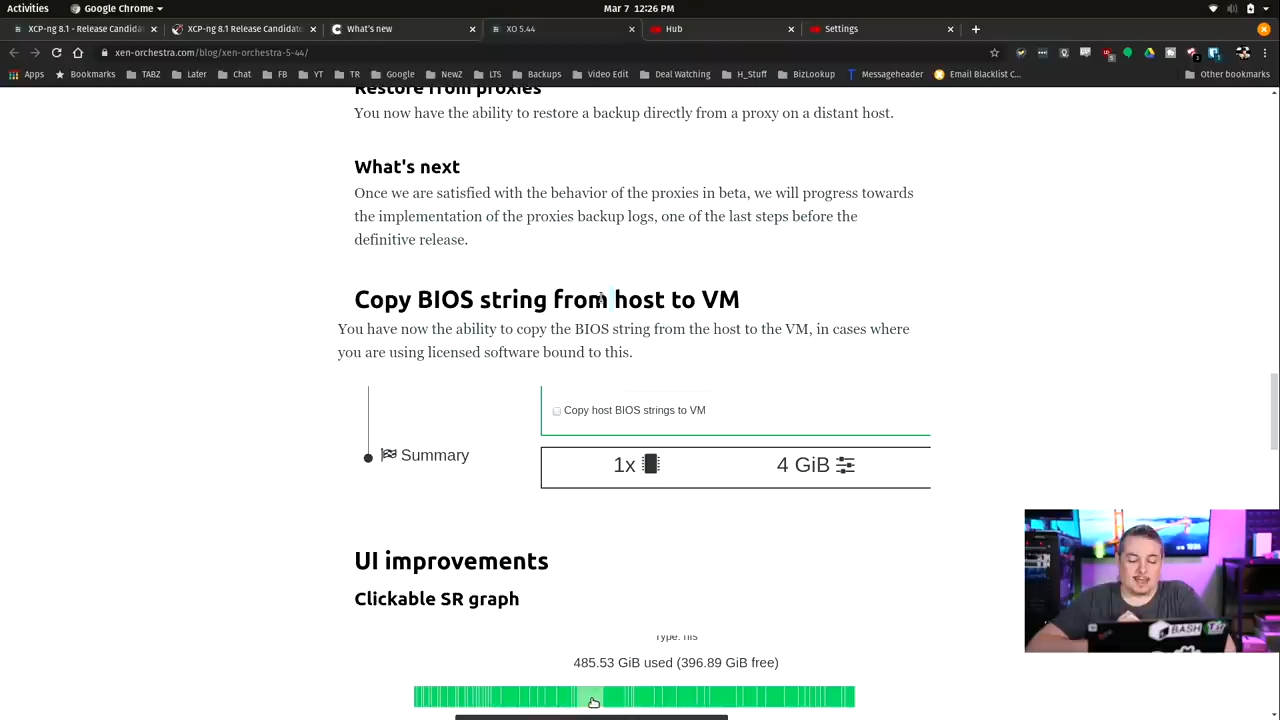 Activities Google Chrome Mar 7 12:26 PM
XCP-ng 8.1 - Release Candida XCP-ng 8.1 Release Candidate What's new XO 5.44 Hub Settings
xen-orchestra.com/blog/xen-orchestra-5-44/
Apps Bookmarks TABZ Later Chat FB YT TR Google NewZ LTS Backups Video Edit Deal Watching H_Stuff BizLookup Messageheader Email Blacklist C... Other bookmarks
Restore from proxies
You now have the ability to restore a backup directly from a proxy on a distant host.
What's next
Once we are satisfied with the behavior of the proxies in beta, we will progress towards
the implementation of the proxies backup logs, one of the last steps before the
definitive release.
Copy BIOS string from host to VM
You have now the ability to copy the BIOS string from the host to the VM, in cases where
you are using licensed software bound to this.
Copy host BIOS strings to VM
Summary
1x 4 GiB
UI improvements
Clickable SR graph
Type: nfs
485.53 GiB used (396.89 GiB free)
BASH